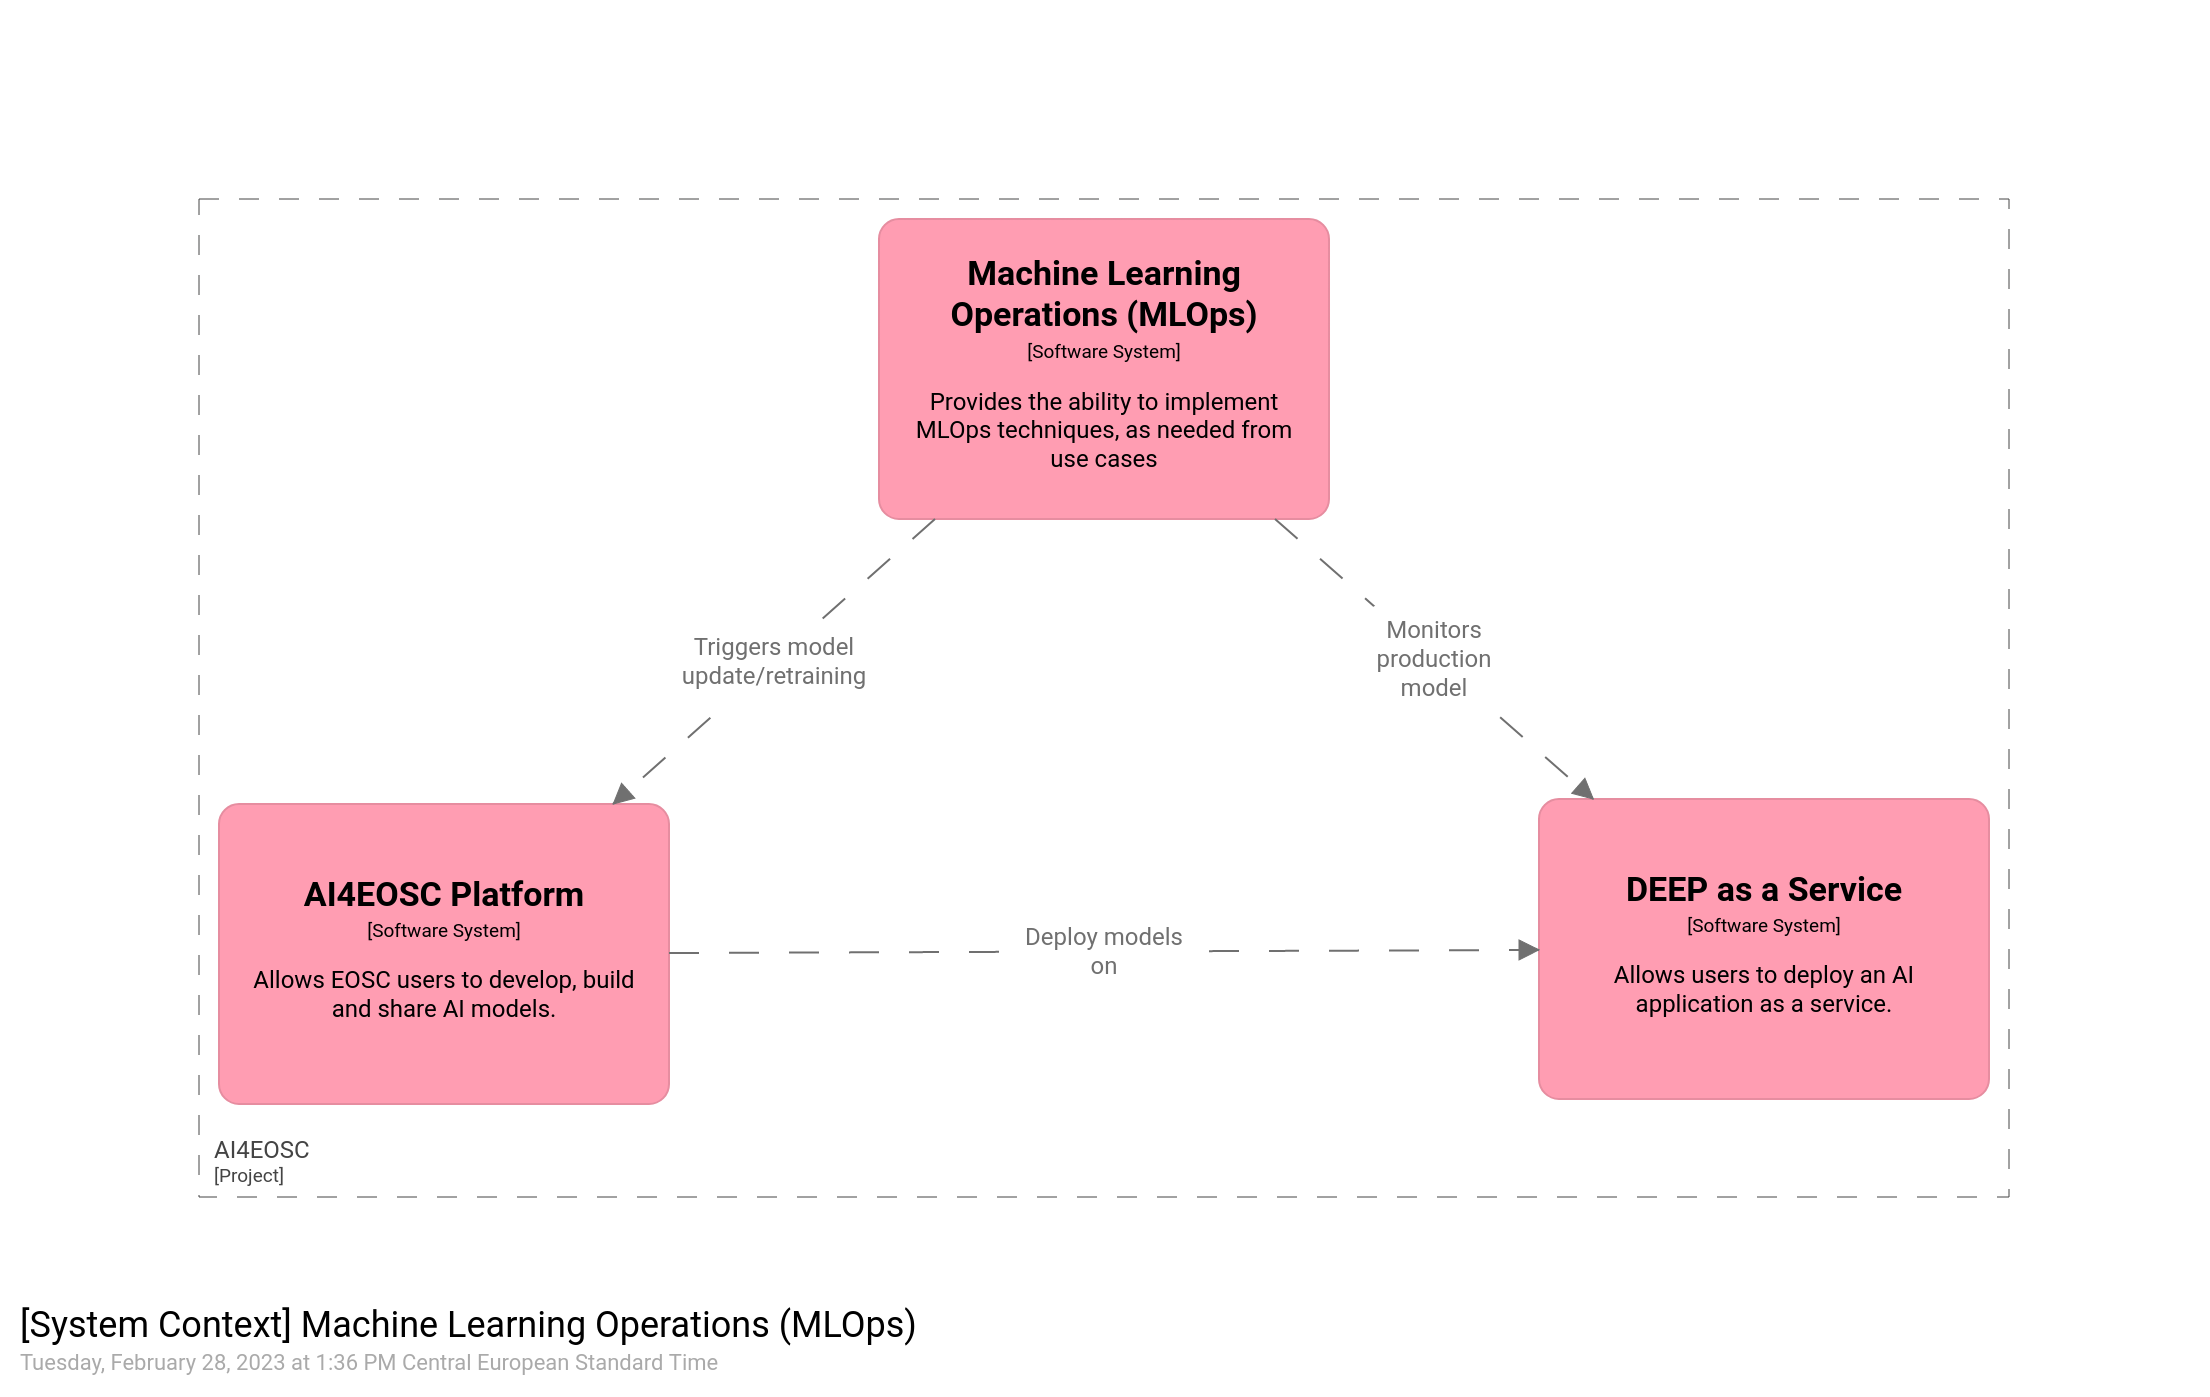 Machine Learning
Operations (MLOps)
[Software System]
Provides the ability to implement
MLOps techniques, as needed from
use cases
Triggers model
update/retraining
Monitors
production
model
AI4EOSC Platform
[Software System]
Allows EOSC users to develop, build
and share AI models.
Deploy models
on
DEEP as a Service
[Software System]
Allows users to deploy an AI
application as a service.
AI4EOSC
[Project]
[System Context] Machine Learning Operations (MLOps)
Tuesday, February 28, 2023 at 1:36 PM Central European Standard Time